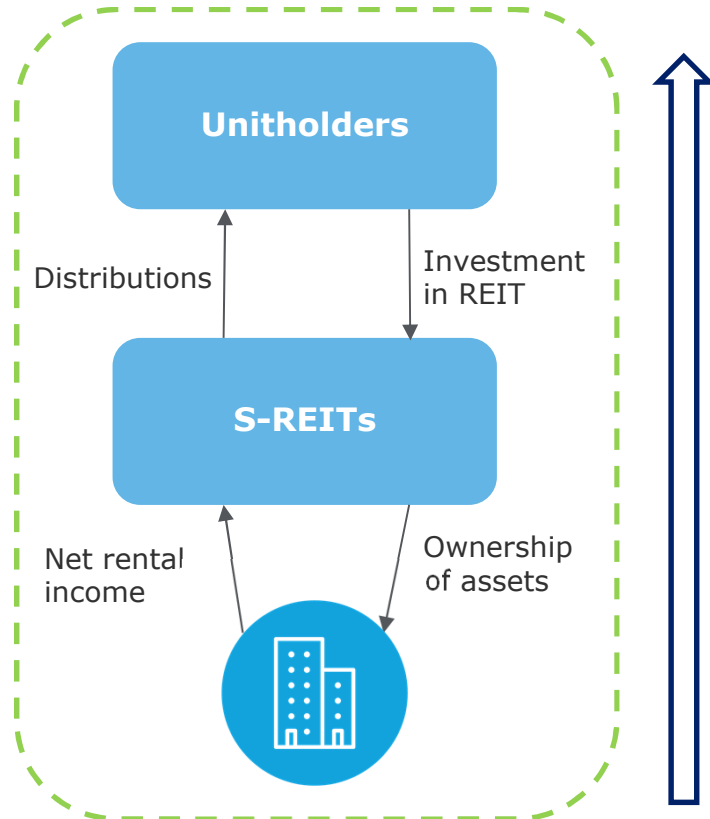 Unitholders
Distributions
Investment
in REIT
S-REITs
Net rental
income
Ownership
of assets